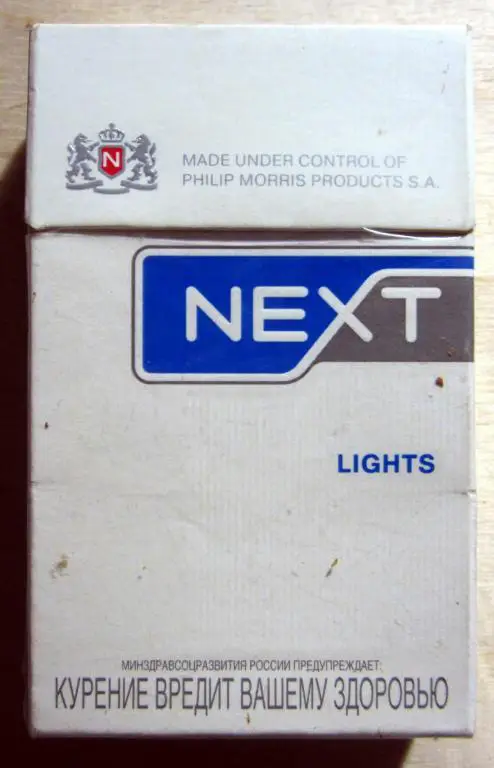 N
MADE UNDER CONTROL OF
PHILIP MORRIS PRODUCTS S.A.
NEXT
LIGHTS
МИНЗДРАВСОЦРАЗВИТИЯ РОССИИ ПРЕДУПРЕЖДАЕТ:
КУРЕНИЕ ВРЕДИТ ВАШЕМУ ЗДОРОВЬЮ